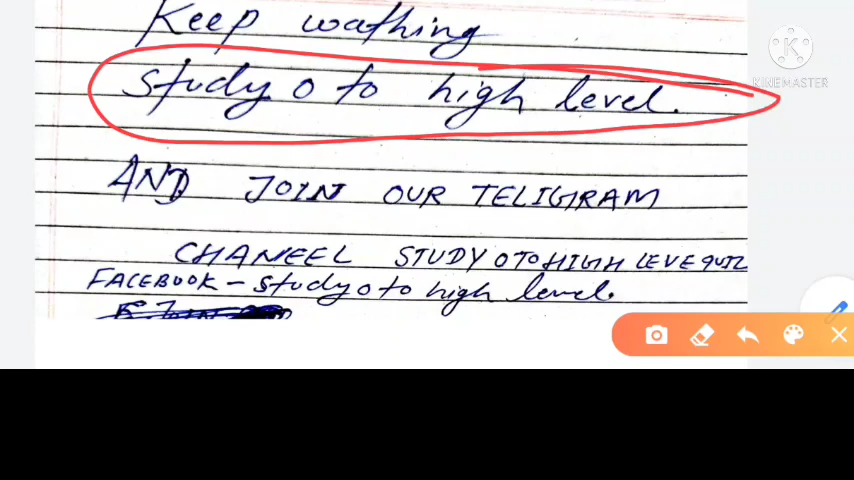 Keep wathing
study 0 to high level.
KINEMASTER
AND JOIN OUR TELIGRAM
CHANEEL STUDY 0 TO HIGH LEVE QUIZ
FACEBOOK - study 0 to high level.